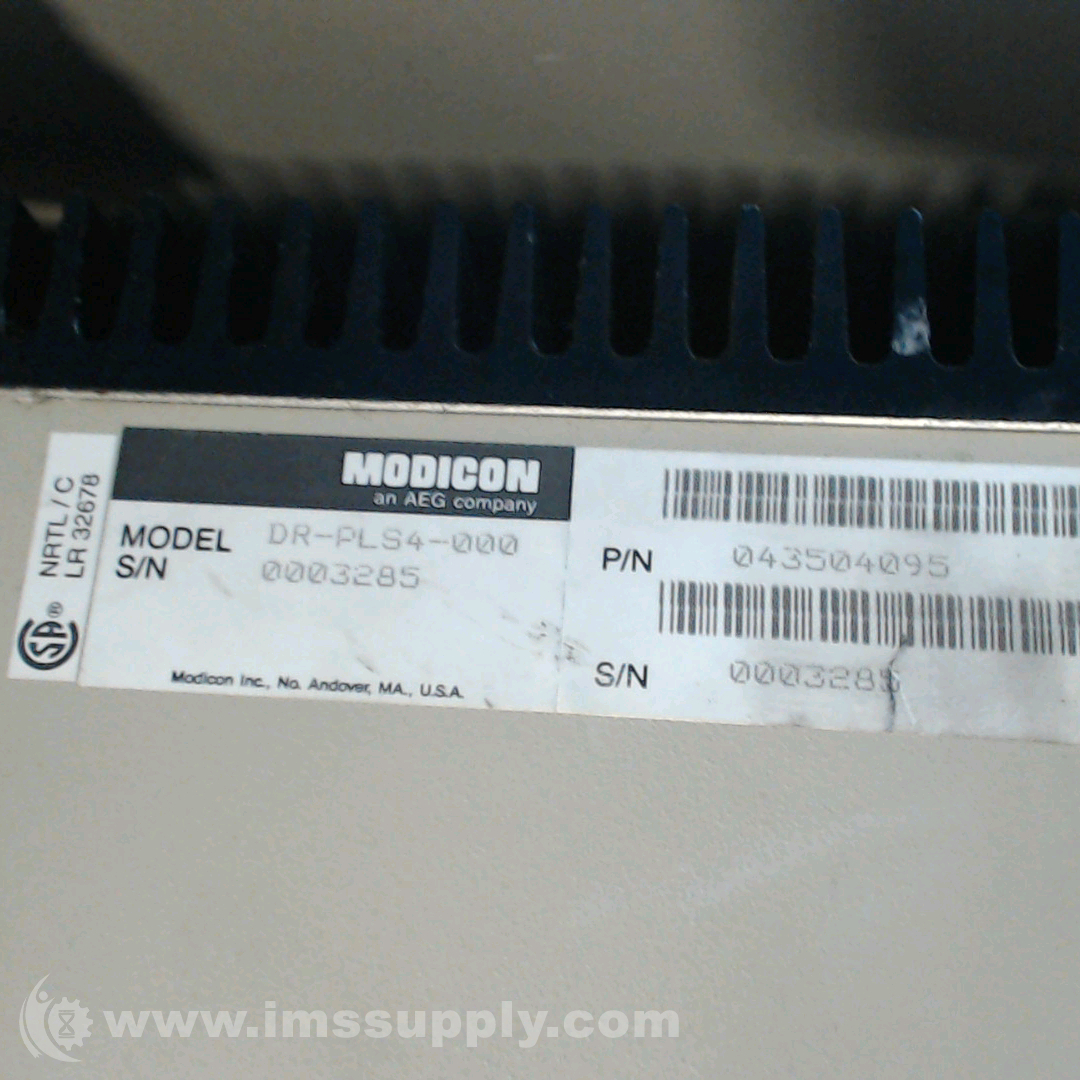 NRTL / C
LR 32678
SA ®
MODICON
an AEG company
MODEL DR-PLS4-000
S/N 0003285
Modicon Inc., No. Andover, MA., U.S.A.
P/N 043504095
S/N 0003285
www.imssupply.com